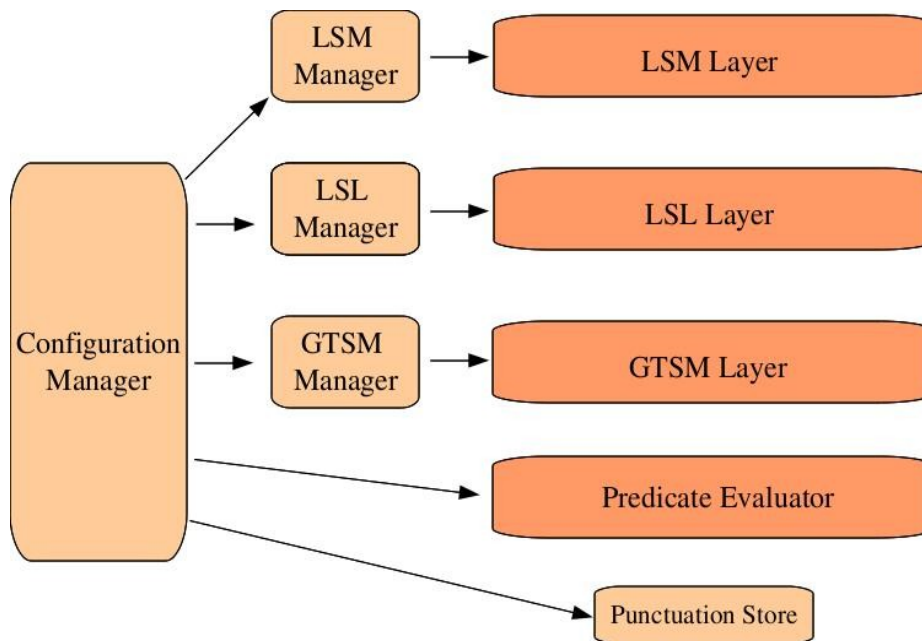 LSM
Manager
LSM Layer
LSL
Manager
LSL Layer
Configuration
Manager
GTSM
Manager
GTSM Layer
Predicate Evaluator
Punctuation Store